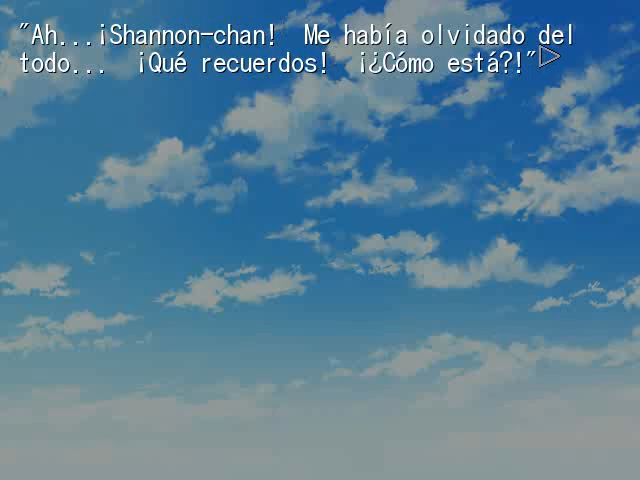 "Ah...¡Shannon-chan!  Me había olvidado del
todo...  ¡Qué recuerdos!  ¡¿Cómo está?!"